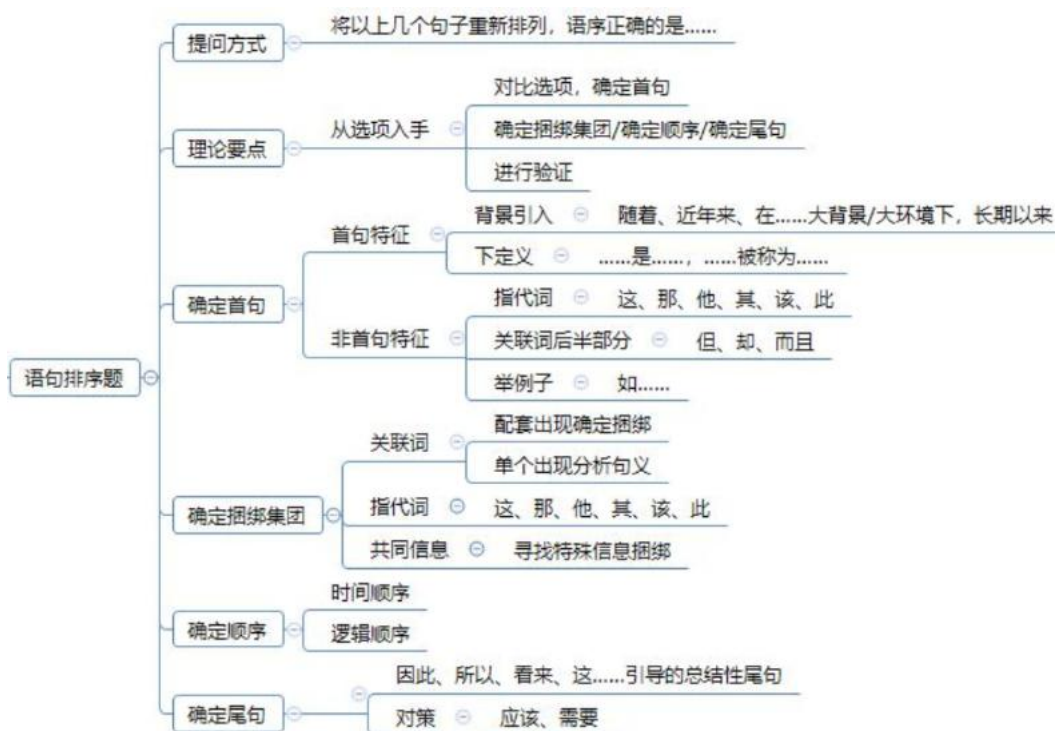 语句排序题
提问方式
将以上几个句子重新排列，语序正确的是……
理论要点
从选项入手
对比选项，确定首句
确定捆绑集团/确定顺序/确定尾句
进行验证
确定首句
首句特征
背景引入
随着、近年来、在……大背景/大环境下，长期以来
下定义
……是……，……被称为……
非首句特征
指代词
这、那、他、其、该、此
关联词后半部分
但、却、而且
举例子
如……
确定捆绑集团
关联词
配套出现确定捆绑
单个出现分析句义
指代词
这、那、他、其、该、此
共同信息
寻找特殊信息捆绑
确定顺序
时间顺序
逻辑顺序
确定尾句
因此、所以、看来、这……引导的总结性尾句
对策
应该、需要